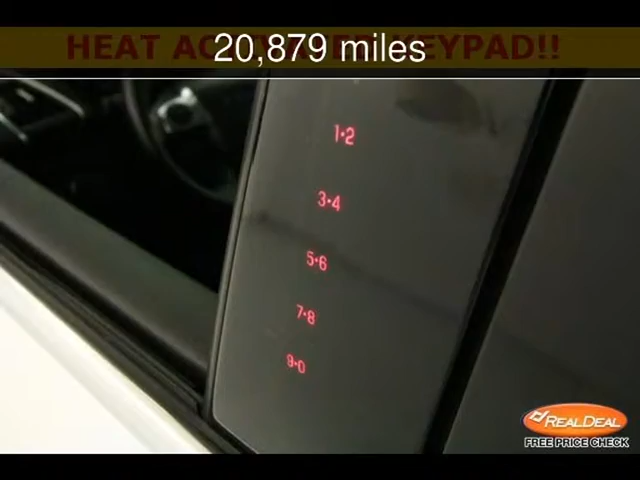 HEAT ACTIVATED KEYPAD!!
20,879 miles
1•2
3•4
5•6
7•8
9•0
REALDEAL
FREE PRICE CHECK